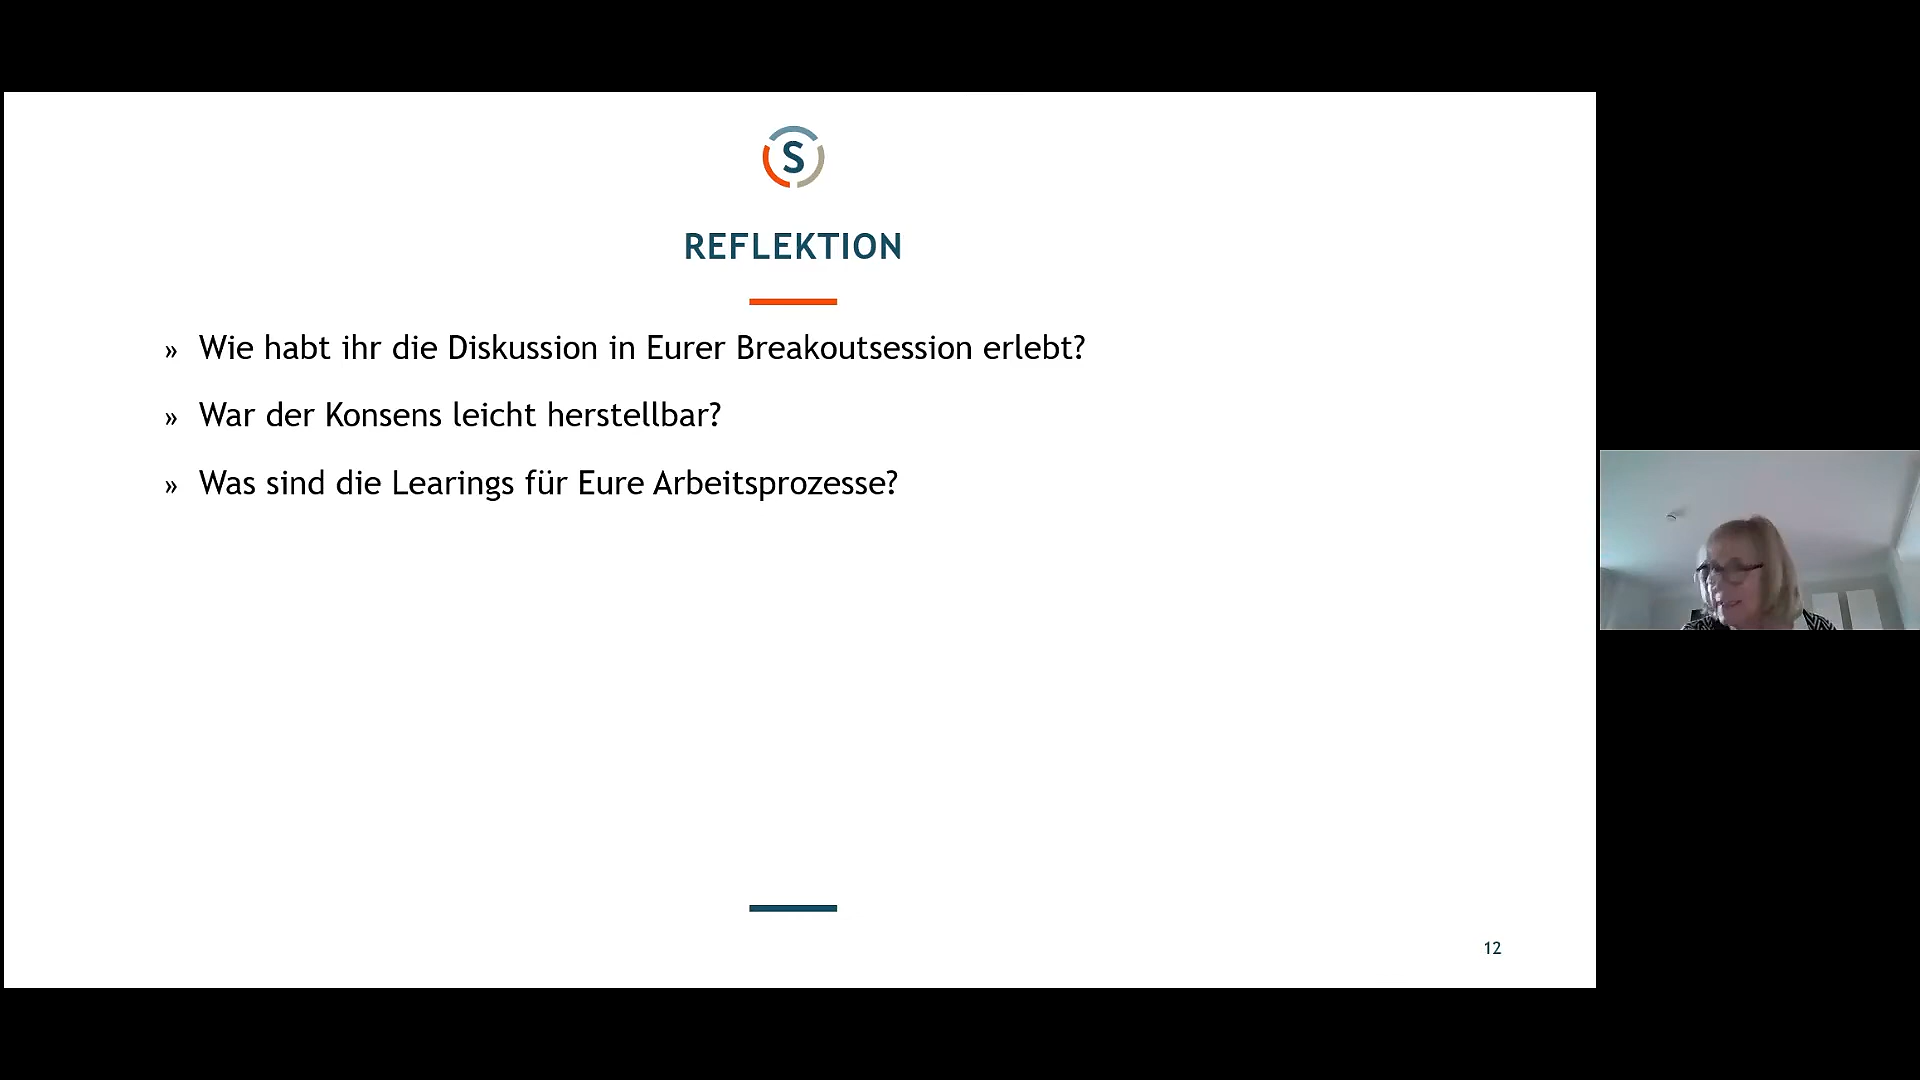 S
REFLEKTION
» Wie habt ihr die Diskussion in Eurer Breakoutsession erlebt?
» War der Konsens leicht herstellbar?
» Was sind die Learings für Eure Arbeitsprozesse?
12